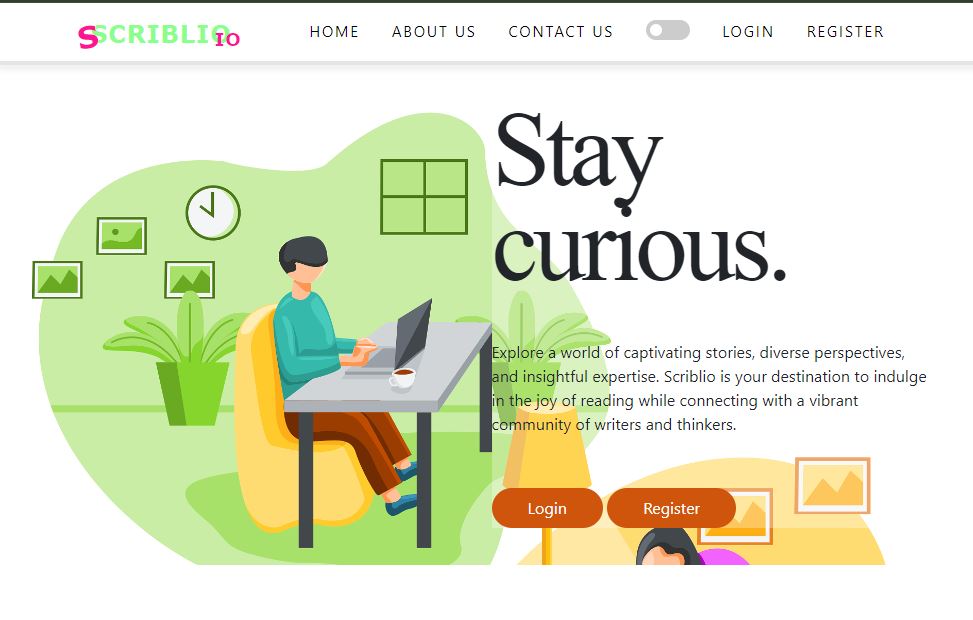 SSCRIBLIO IO
HOME ABOUT US CONTACT US LOGIN REGISTER
Stay
curious.
Explore a world of captivating stories, diverse perspectives,
and insightful expertise. Scriblio is your destination to indulge
in the joy of reading while connecting with a vibrant
community of writers and thinkers.
Login Register